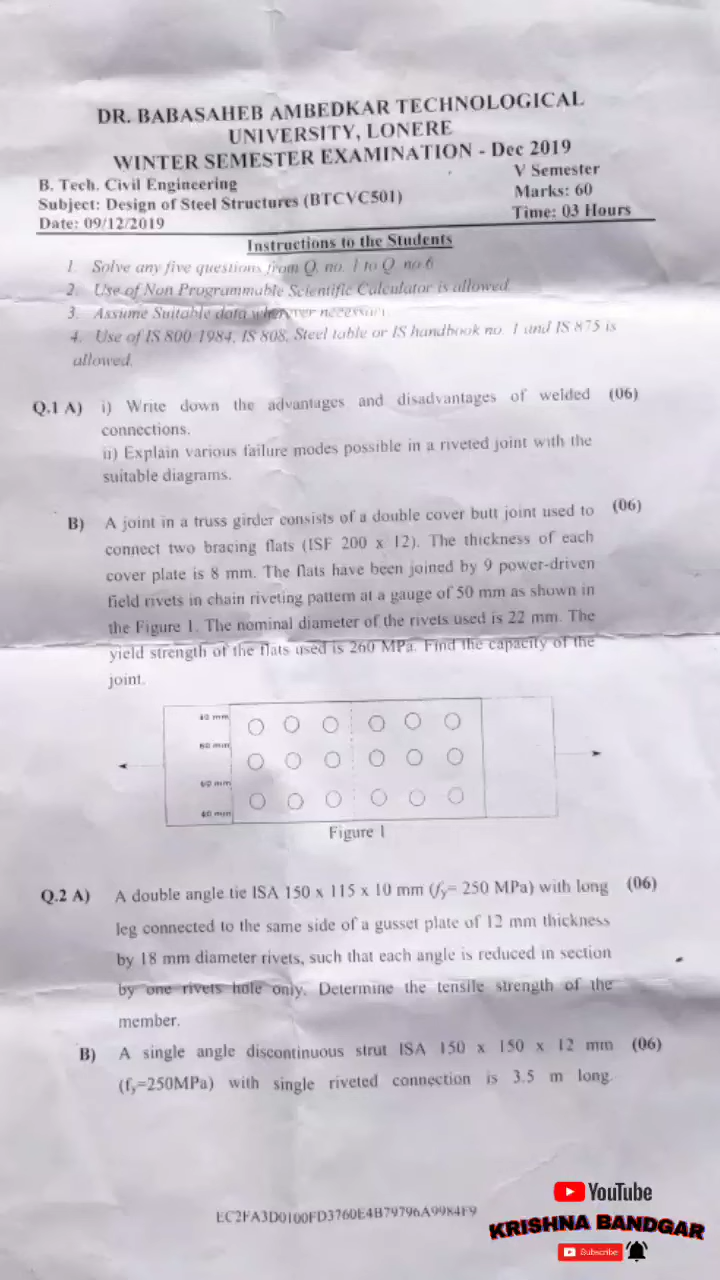 DR. BABASAHEB AMBEDKAR TECHNOLOGICAL
UNIVERSITY, LONERE
WINTER SEMESTER EXAMINATION - Dec 2019
B. Tech. Civil Engineering V Semester
Subject: Design of Steel Structures (BTCVC501) Marks: 60
Date: 09/12/2019 Time: 03 Hours
Instructions to the Students
1. Solve any five questions from Q. no. 1 to Q. no.6
2. Use of Non Programmable Scientific Calculator is allowed
3. Assume Suitable data wherever necessary.
4. Use of IS 800-1984, IS 808, Steel table or IS handbook no. 1 and IS 875 is
allowed.
Q.1 A) i) Write down the advantages and disadvantages of welded (06)
connections.
ii) Explain various failure modes possible in a riveted joint with the
suitable diagrams.
B) A joint in a truss girder consists of a double cover butt joint used to (06)
connect two bracing flats (ISF 200 x 12). The thickness of each
cover plate is 8 mm. The flats have been joined by 9 power-driven
field rivets in chain riveting pattern at a gauge of 50 mm as shown in
the Figure 1. The nominal diameter of the rivets used is 22 mm. The
yield strength of the flats used is 260 MPa. Find the capacity of the
joint.
40 mm
60 mm
60 mm
40 mm
Figure 1
Q.2 A) A double angle tie ISA 150 x 115 x 10 mm (fy= 250 MPa) with long (06)
leg connected to the same side of a gusset plate of 12 mm thickness
by 18 mm diameter rivets, such that each angle is reduced in section
by one rivets hole only. Determine the tensile strength of the
member.
B) A single angle discontinuous strut ISA 150 x 150 x 12 mm (06)
(fy=250MPa) with single riveted connection is 3.5 m long.
EC2FA3D0100FD3760E4B79796A9984F9
YouTube
KRISHNA BANDGAR
Subscribe